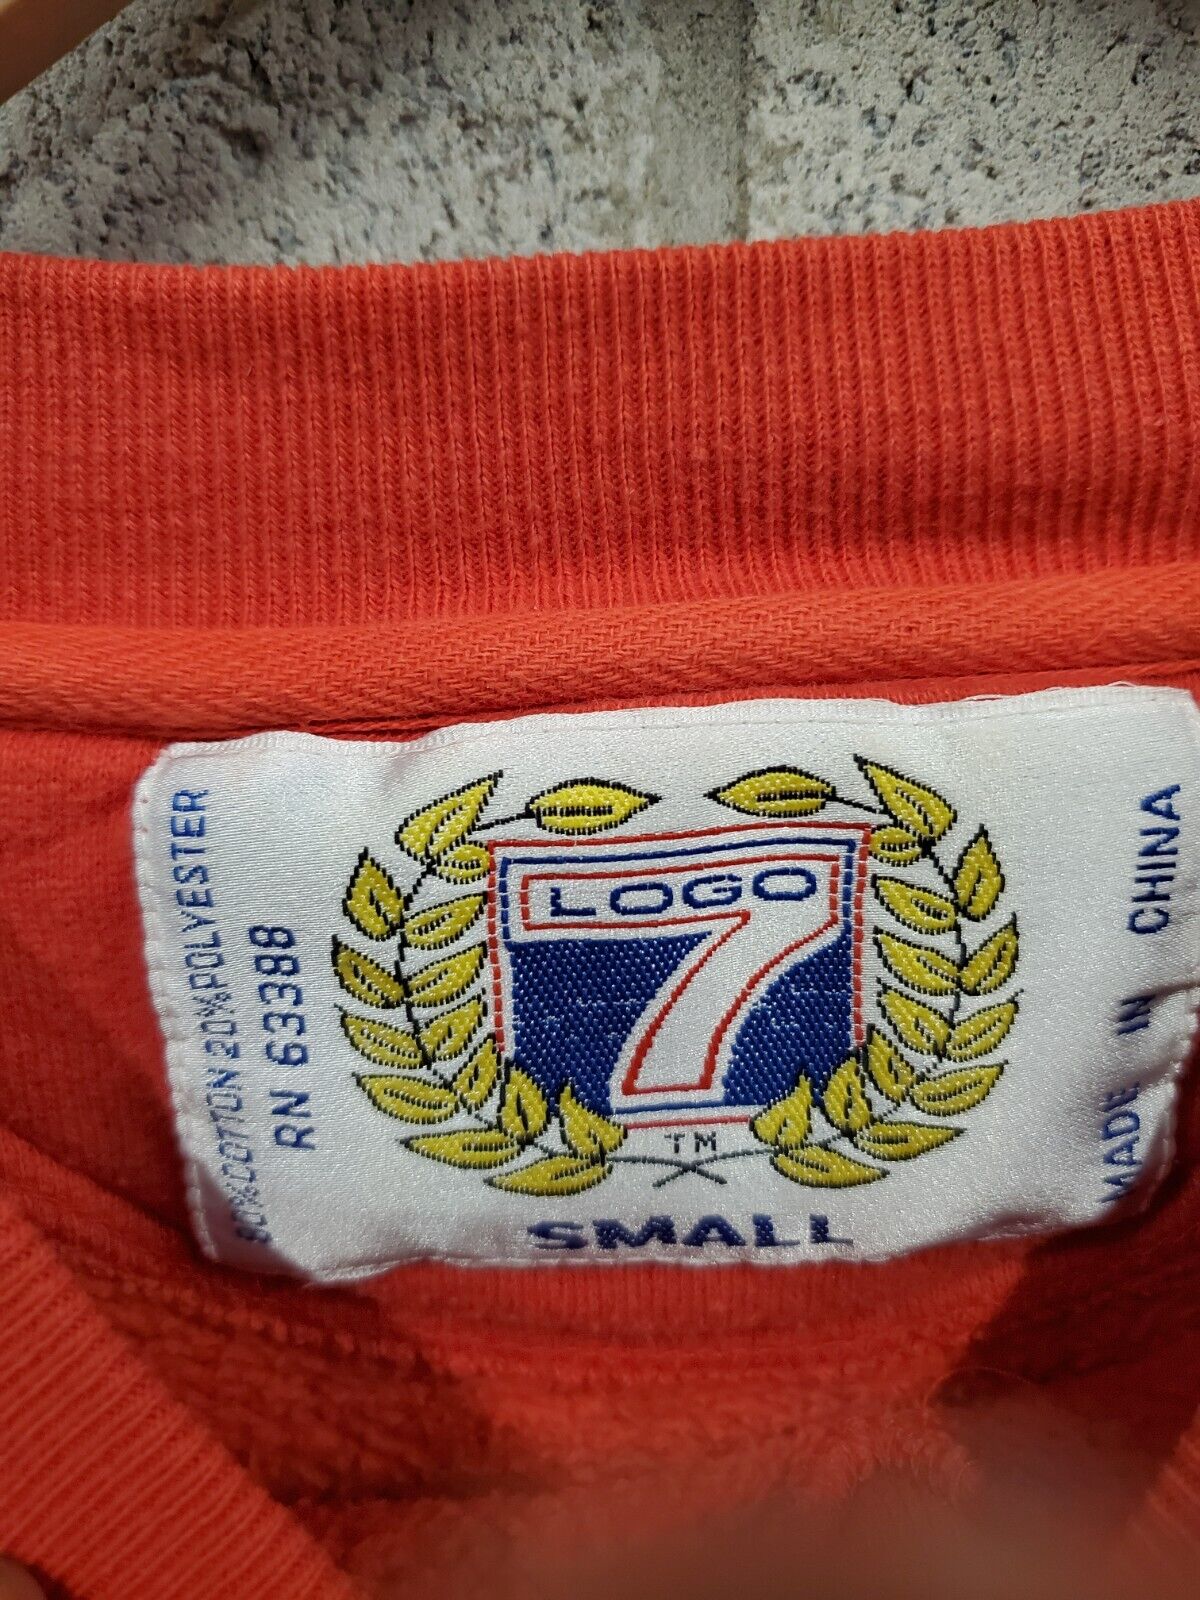 80% COTTON 20% POLYESTER
RN 63388
LOGO
7
TM
SMALL
MADE IN CHINA